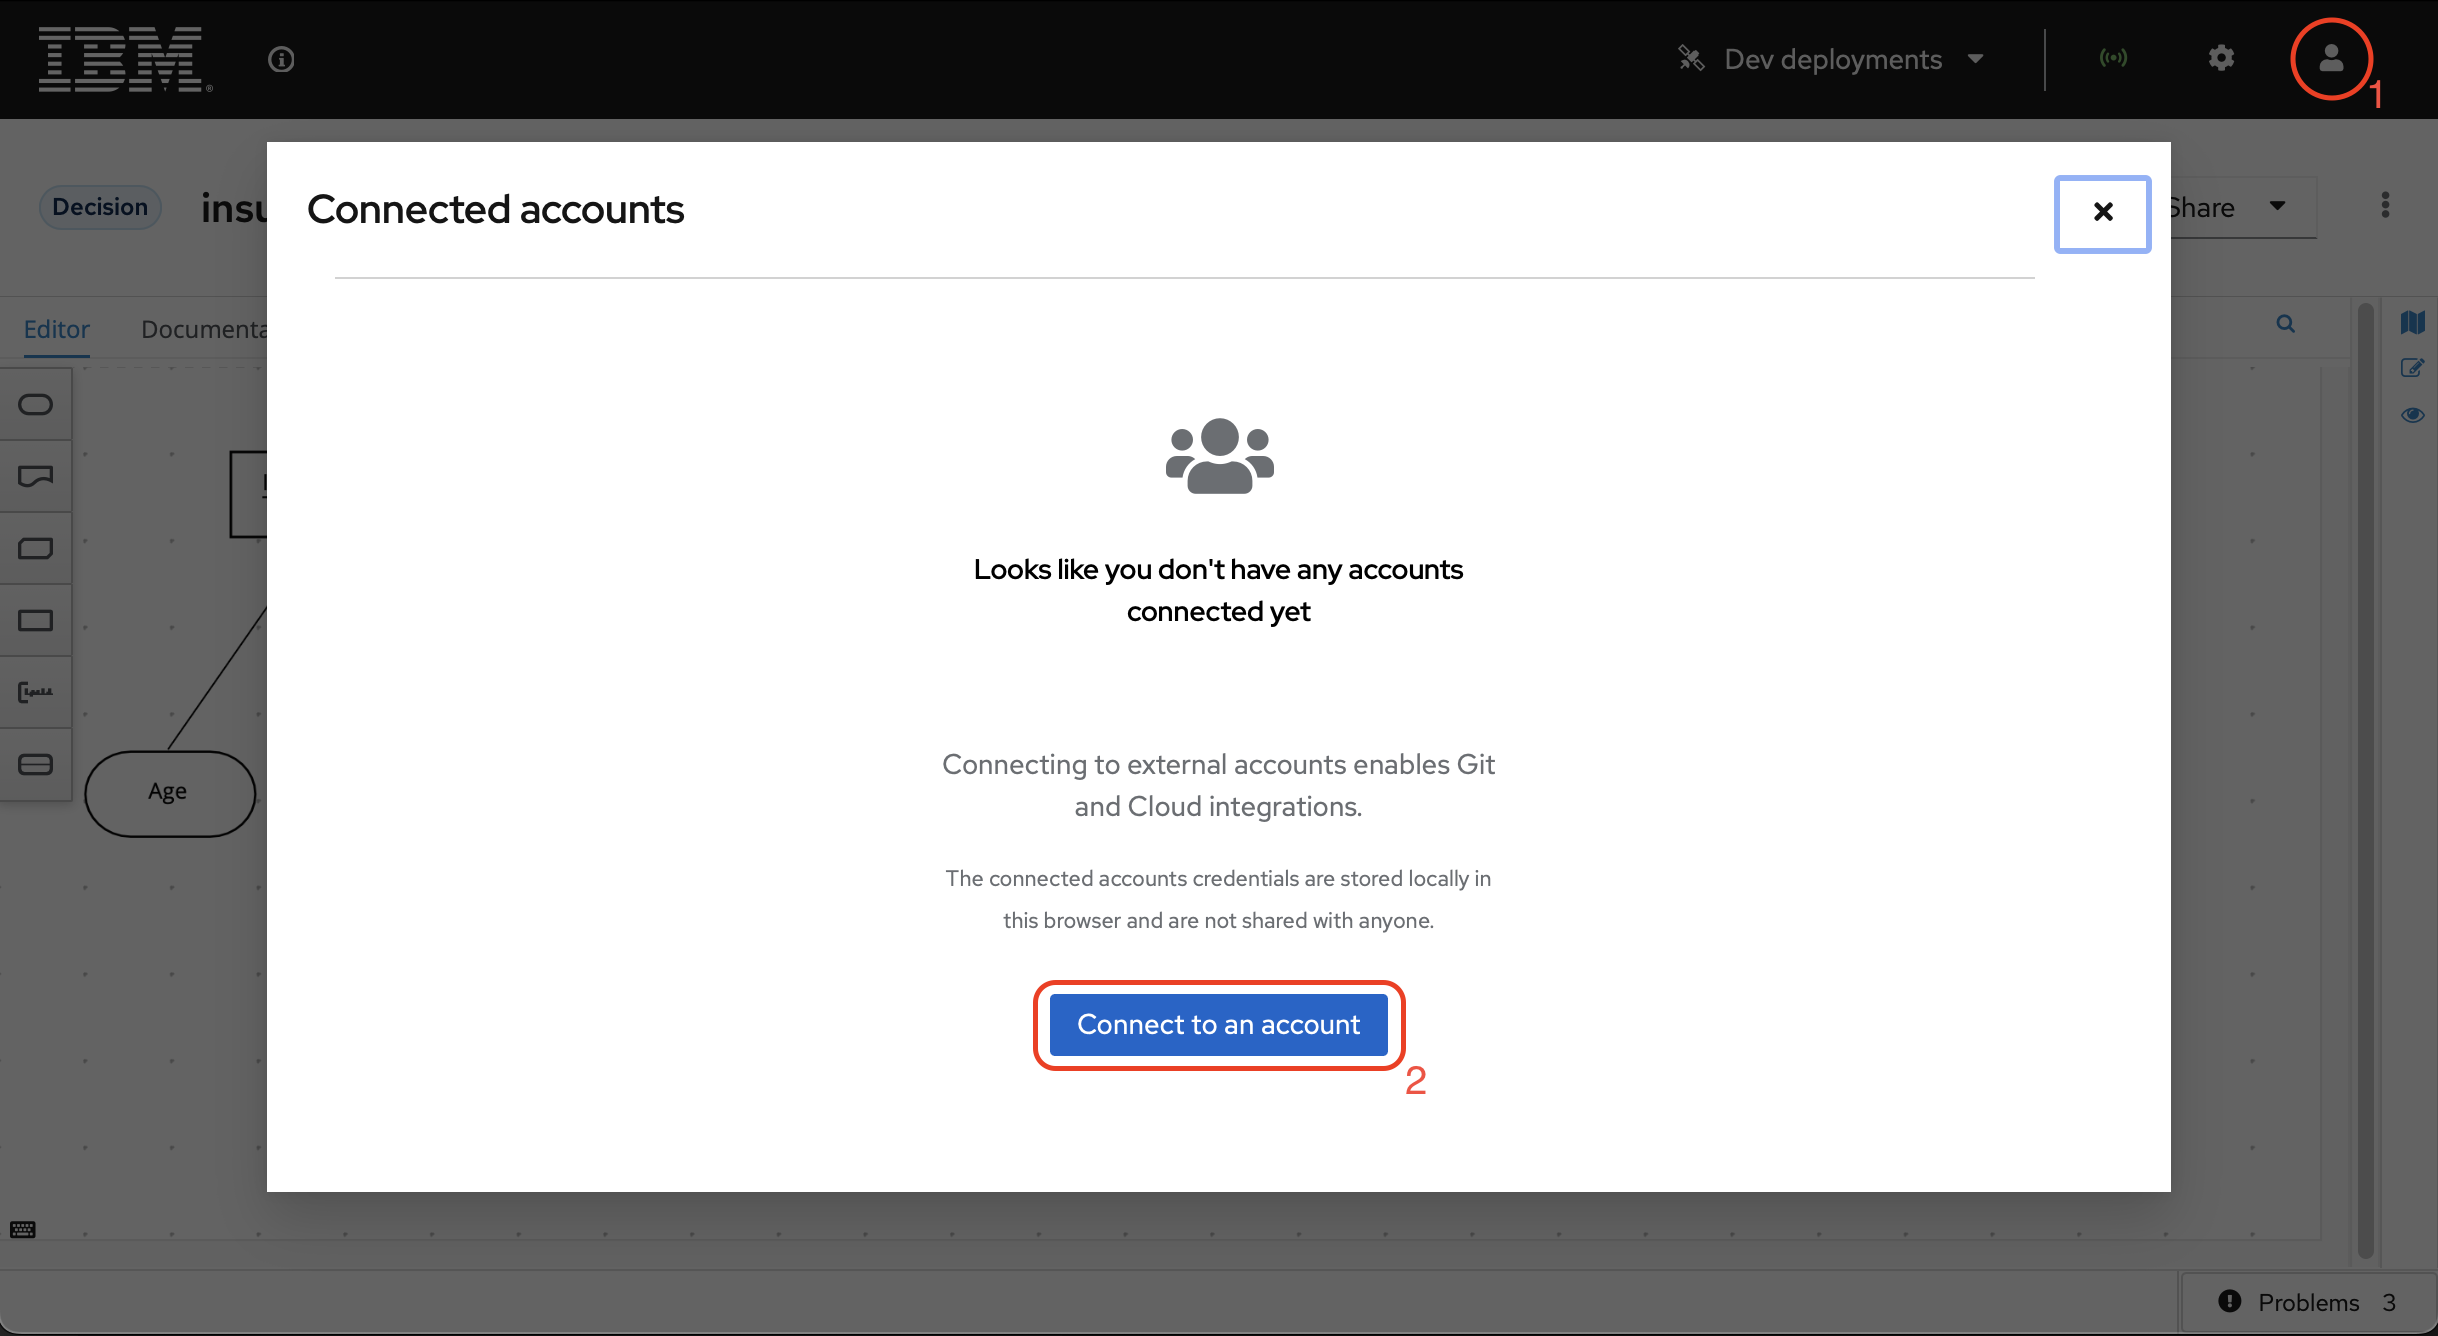 IBM
Dev deployments
1
Decision
insu
Connected accounts
Share
Editor
Documenta
Looks like you don't have any accounts
connected yet
Connecting to external accounts enables Git
and Cloud integrations.
Age
The connected accounts credentials are stored locally in
this browser and are not shared with anyone.
Connect to an account
2
Problems 3